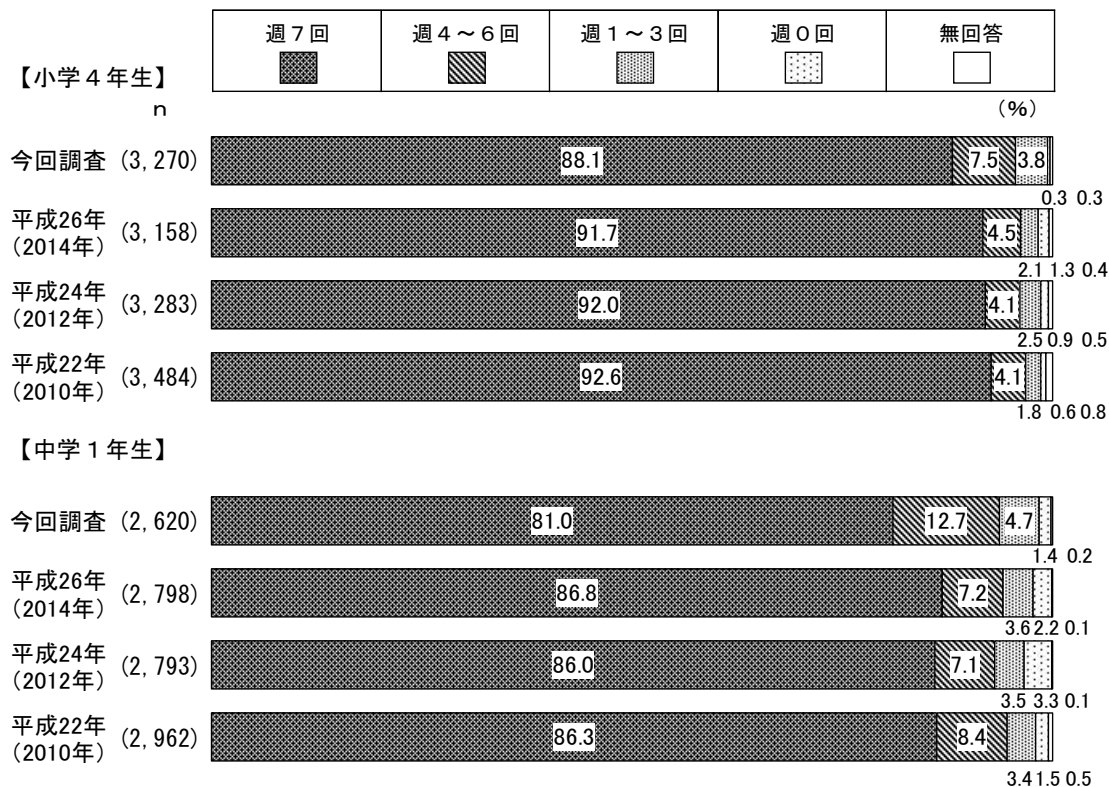 週７回 週４～６回 週１～３回 週０回 無回答
【小学４年生】
n (%)
今回調査 (3,270) 88.1 7.5 3.8
0.3 0.3
平成26年
(2014年) (3,158) 91.7 4.5
2.1 1.3 0.4
平成24年
(2012年) (3,283) 92.0 4.1
2.5 0.9 0.5
平成22年
(2010年) (3,484) 92.6 4.1
1.8 0.6 0.8
【中学１年生】
今回調査 (2,620) 81.0 12.7 4.7
1.4 0.2
平成26年
(2014年) (2,798) 86.8 7.2
3.6 2.2 0.1
平成24年
(2012年) (2,793) 86.0 7.1
3.5 3.3 0.1
平成22年
(2010年) (2,962) 86.3 8.4
3.4 1.5 0.5